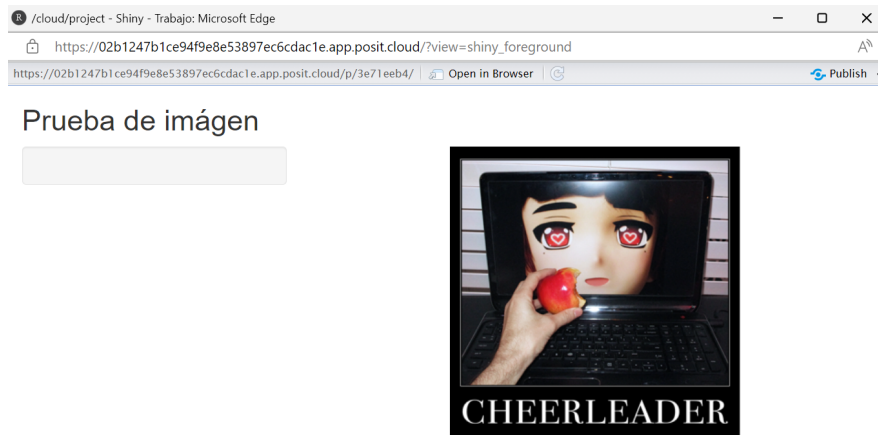 R /cloud/project - Shiny - Trabajo: Microsoft Edge
https://02b1247b1ce94f9e8e53897ec6cdac1e.app.posit.cloud/?view=shiny_foreground
https://02b1247b1ce94f9e8e53897ec6cdac1e.app.posit.cloud/p/3e71eeb4/ Open in Browser Publish
Prueba de imágen
CHEERLEADER